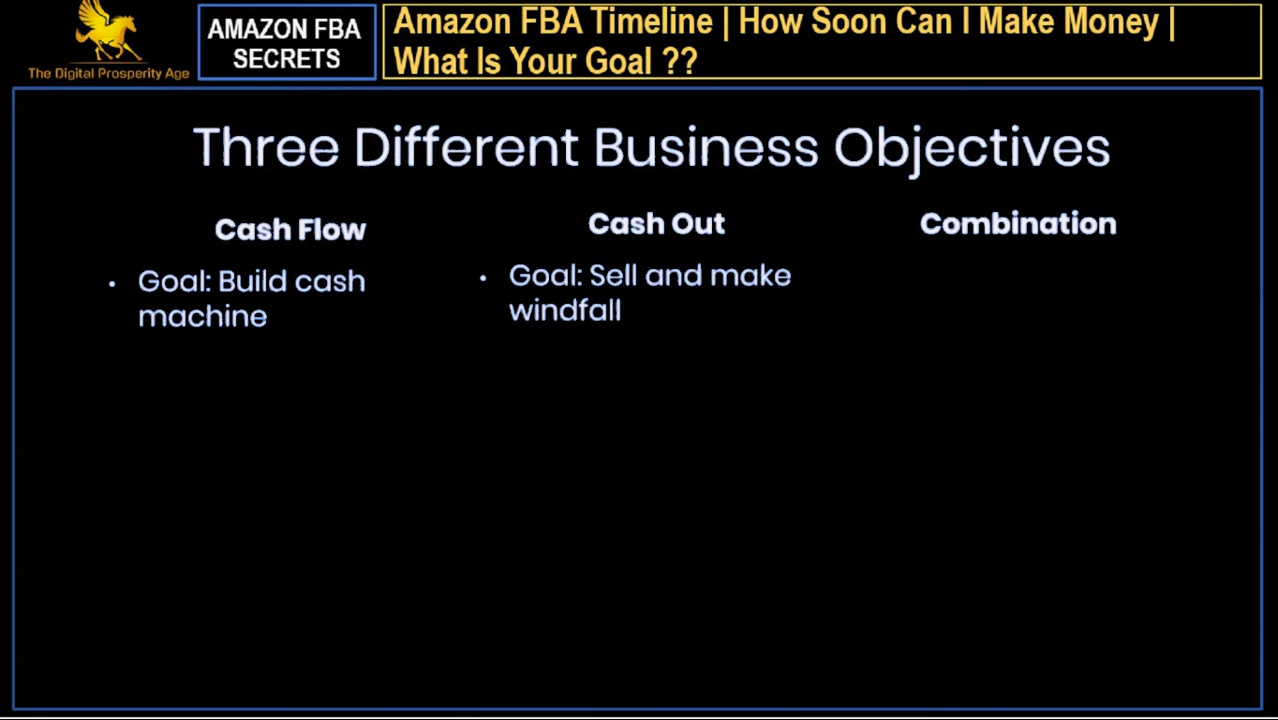 The Digital Prosperity Age
AMAZON FBA
SECRETS
Amazon FBA Timeline | How Soon Can I Make Money |
What Is Your Goal ??
Three Different Business Objectives
Cash Flow
• Goal: Build cash
machine
Cash Out
• Goal: Sell and make
windfall
Combination